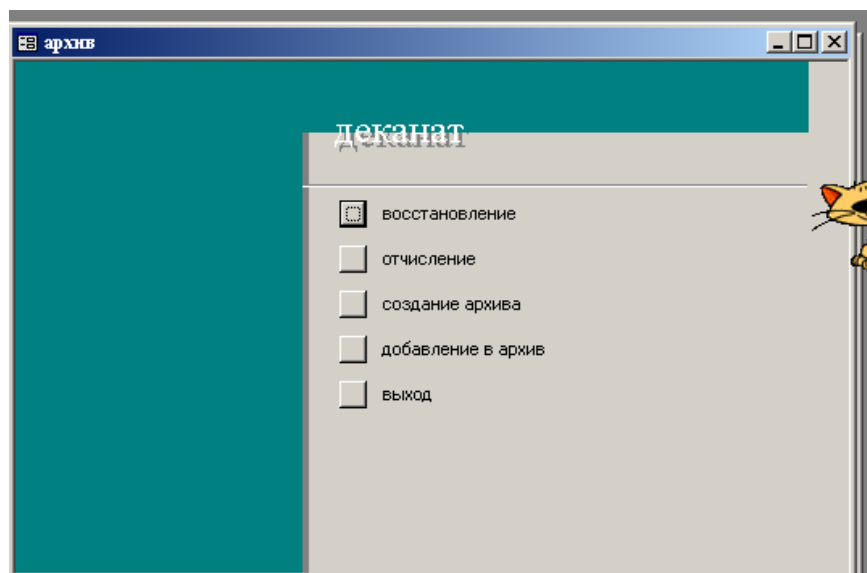 архив
деканат
восстановление
отчисление
создание архива
добавление в архив
выход